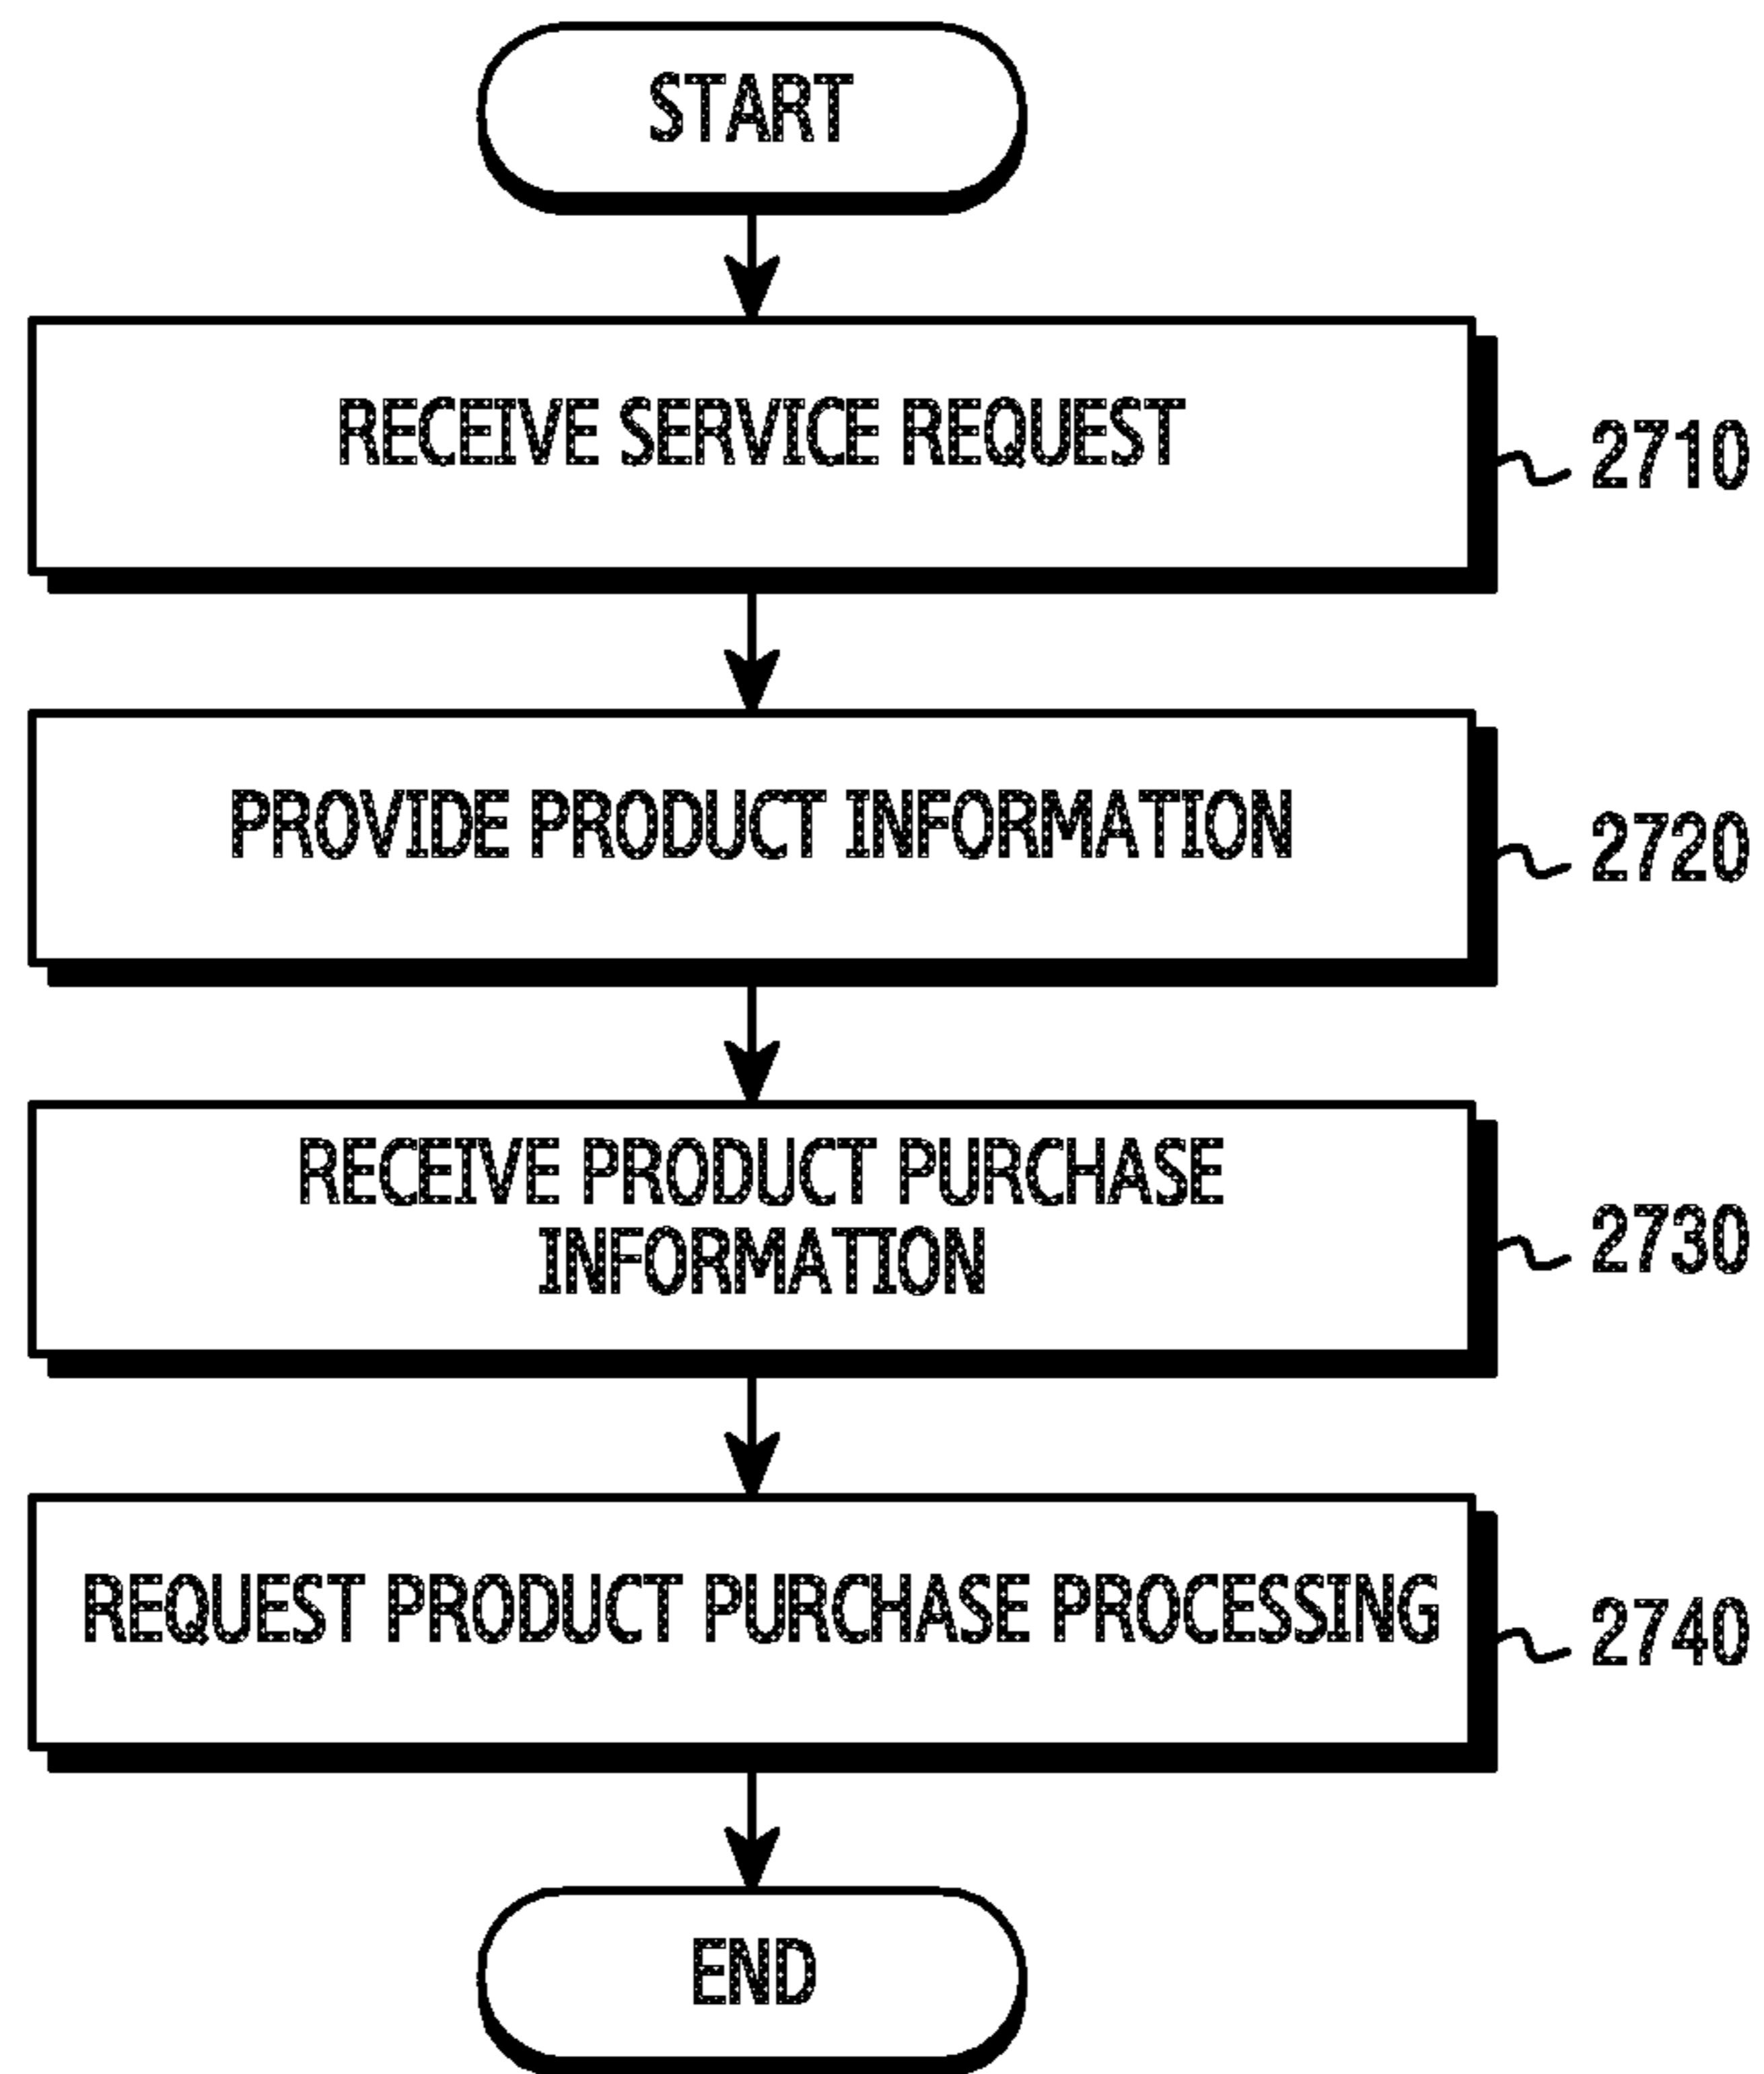 START
RECEIVE SERVICE REQUEST
2710
PROVIDE PRODUCT INFORMATION
2720
RECEIVE PRODUCT PURCHASE
INFORMATION
2730
REQUEST PRODUCT PURCHASE PROCESSING
2740
END